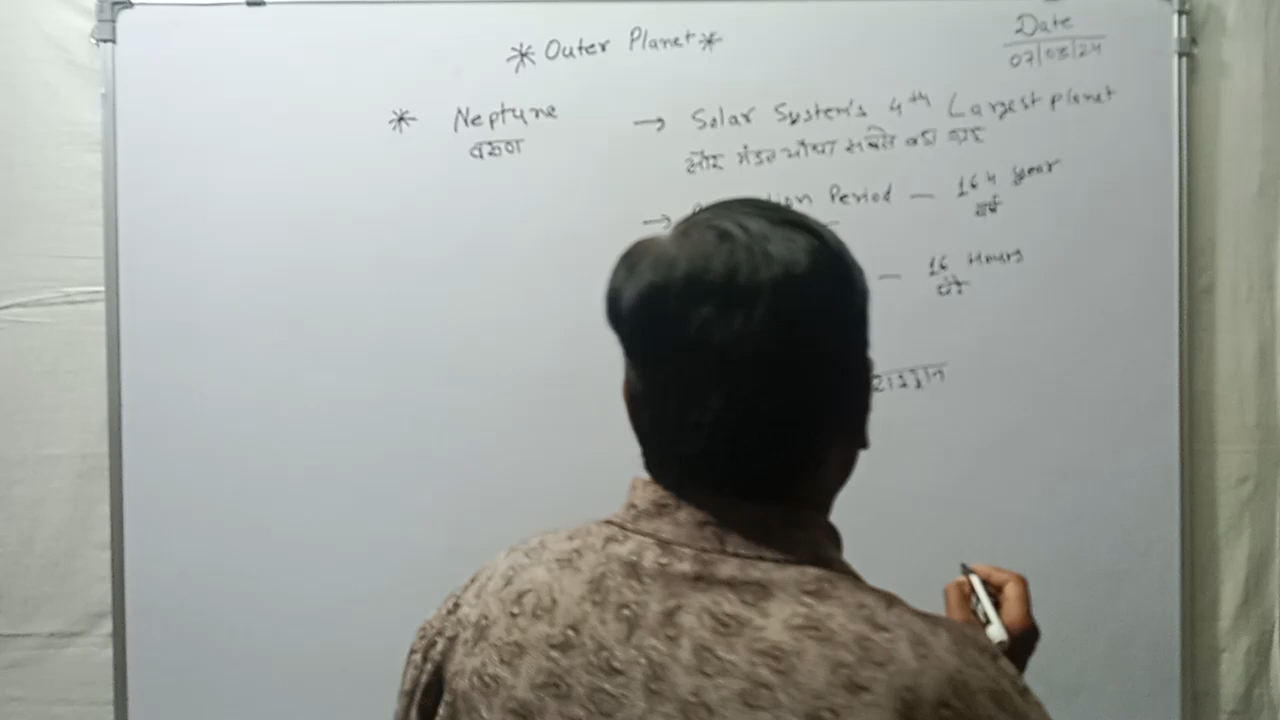 * Outer Planet *
Date
07/03/24
* Neptune → Solar System's 4th Largest planet
वरुण
सौर मंडल चौथा सबसे बड़ा ग्रह
→ Period — 164 year
वर्ष
— 16 Hours
घंटे